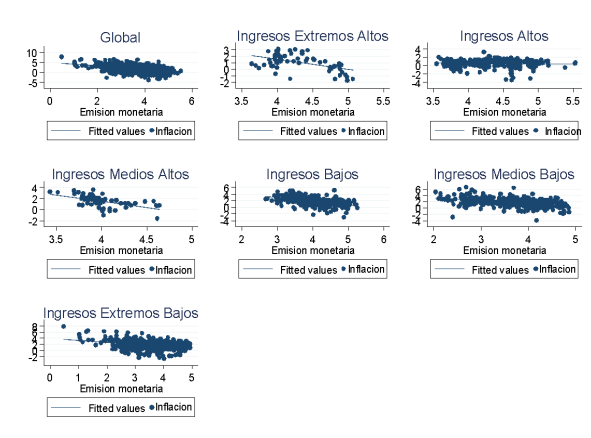 Global
10
5
0
-5
0 2 4 6
Emision monetaria
Fitted values Inflacion
Ingresos Extremos Altos
3
2
1
0
-1
-2
3.5 4 4.5 5 5.5
Emision monetaria
Fitted values Inflacion
Ingresos Altos
4
2
0
-2
-4
3.5 4 4.5 5 5.5
Emision monetaria
Fitted values Inflacion
Ingresos Medios Altos
4
2
0
-2
3.5 4 4.5 5
Emision monetaria
Fitted values Inflacion
Ingresos Bajos
6
4
2
0
-2
-4
2 3 4 5 6
Emision monetaria
Fitted values Inflacion
Ingresos Medios Bajos
6
4
2
0
-2
-4
2 3 4 5
Emision monetaria
Fitted values Inflacion
Ingresos Extremos Bajos
8
6
4
2
0
-2
0 1 2 3 4 5
Emision monetaria
Fitted values Inflacion